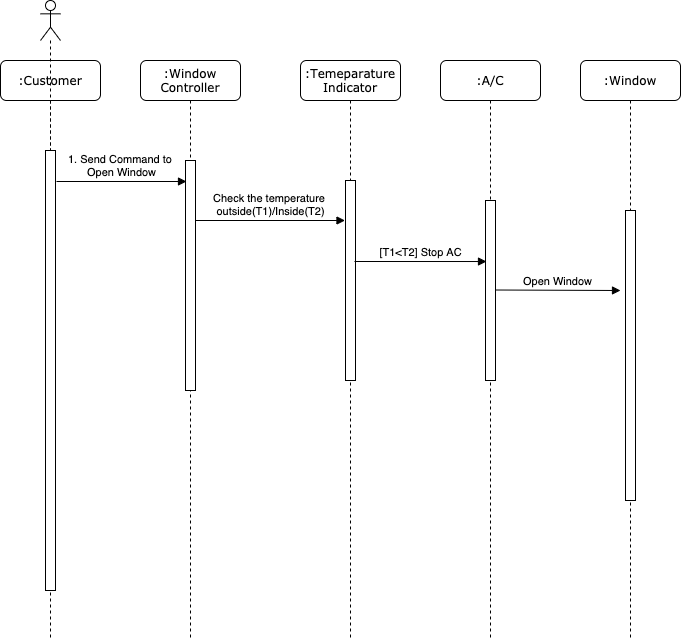 :Customer
:Window
Controller
:Temeparature
Indicator
:A/C
:Window
1. Send Command to
Open Window
Check the temperature
outside(T1)/Inside(T2)
[T1<T2] Stop AC
Open Window